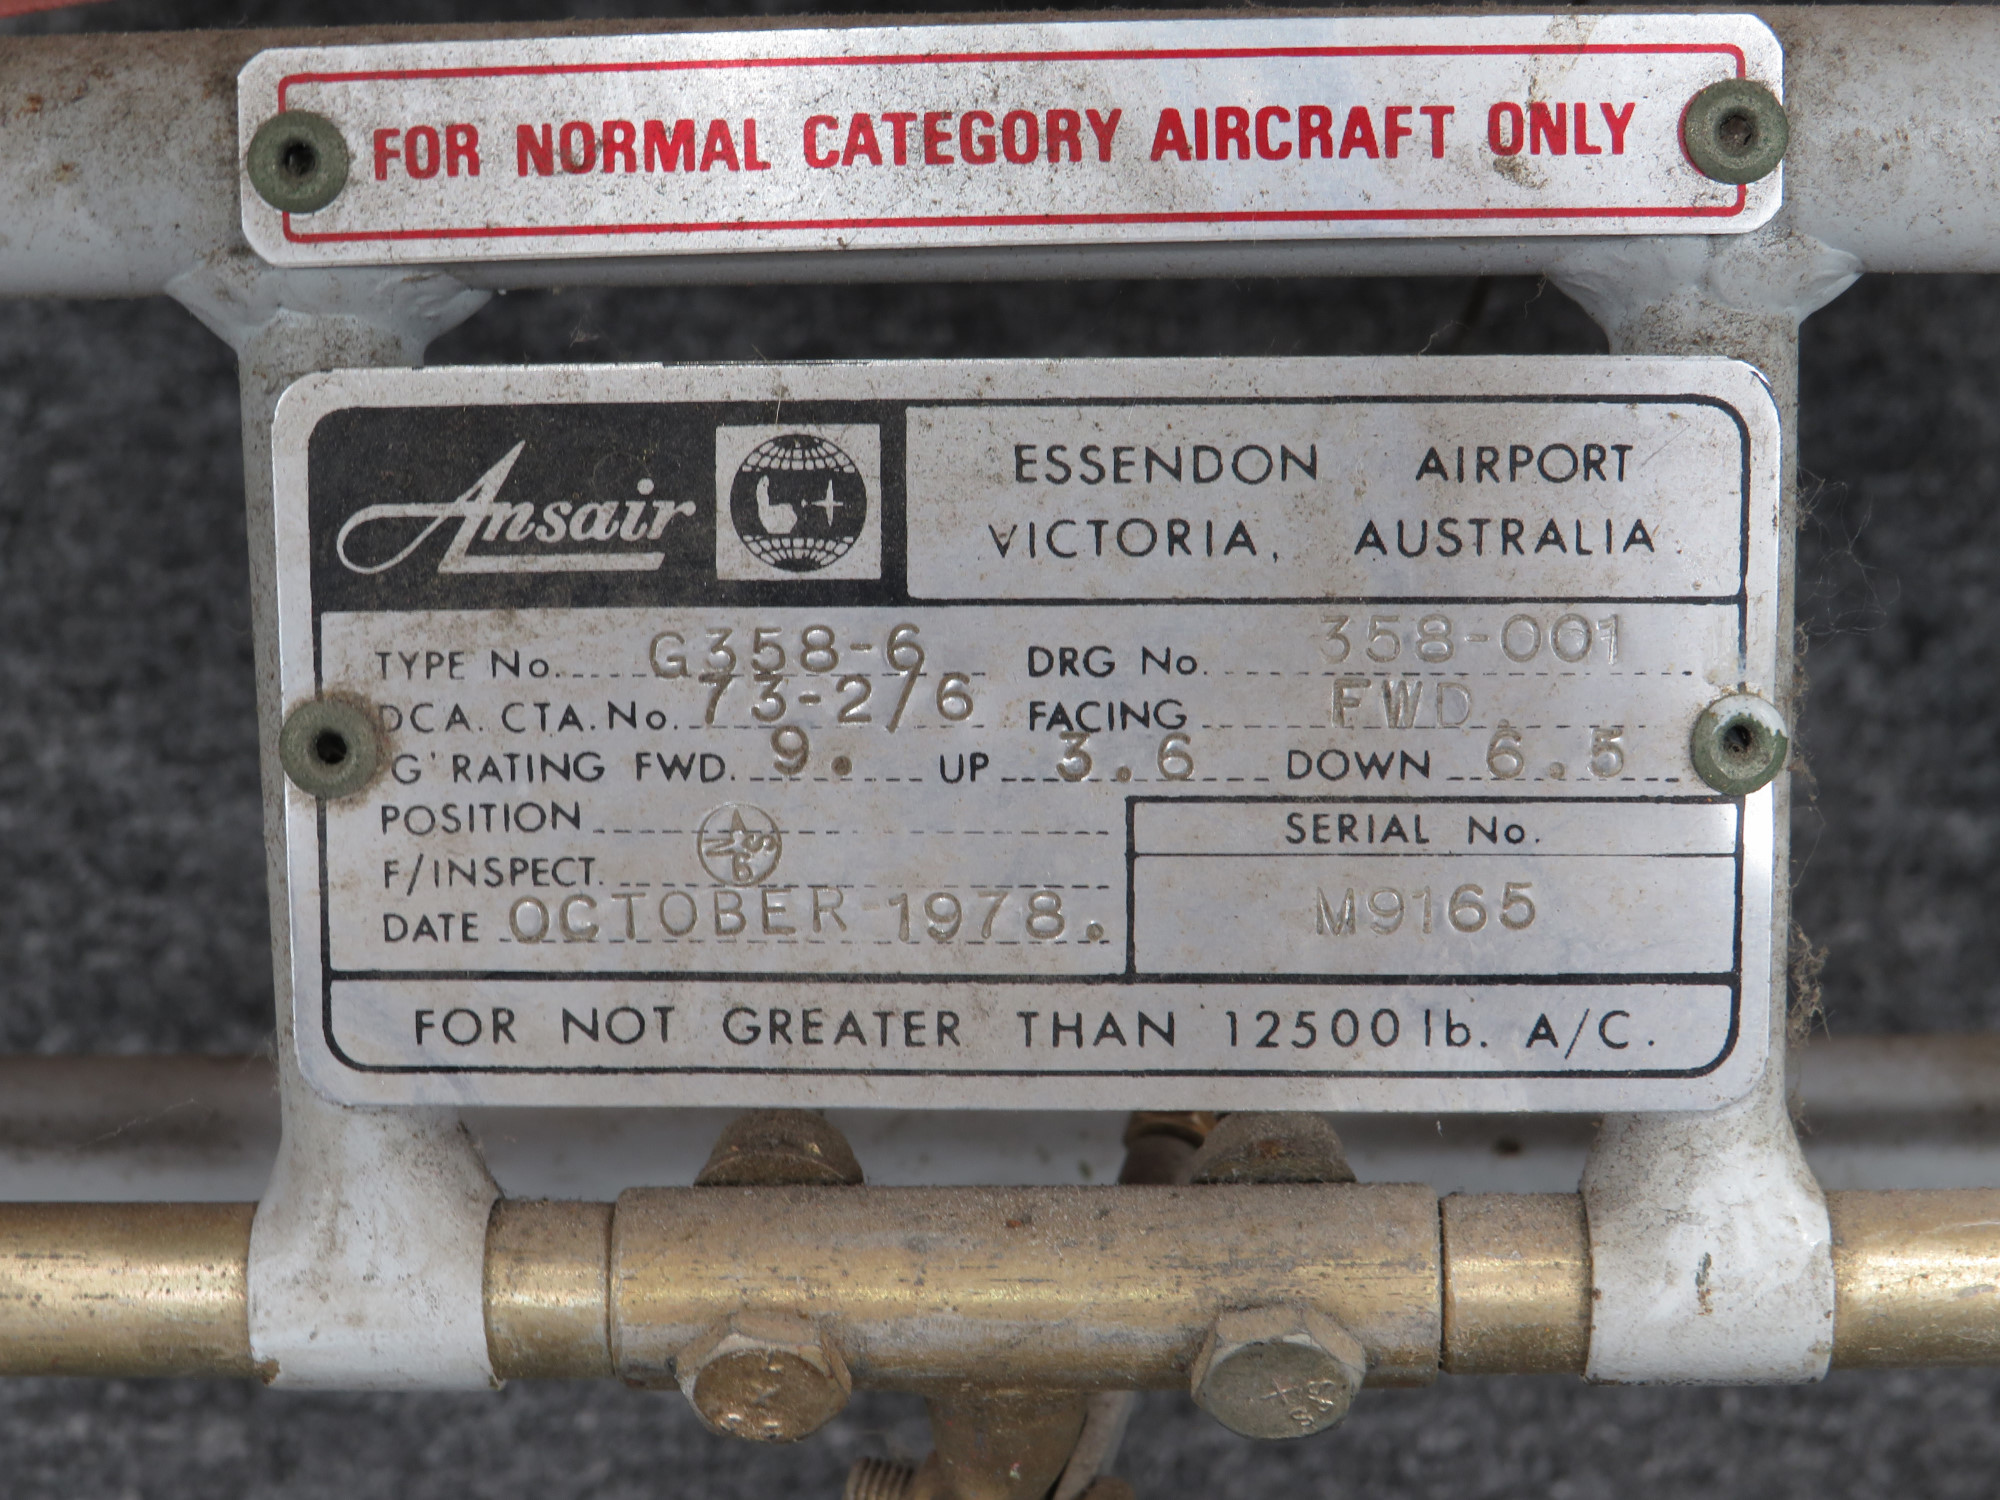 FOR NORMAL CATEGORY AIRCRAFT ONLY
Ansair
ESSENDON AIRPORT
VICTORIA, AUSTRALIA.
TYPE No. G358-6 DRG No. 358-001
DCA. CTA. No. 73-2/6 FACING FWD
'G' RATING FWD. 9. UP 3.6 DOWN 6.5
POSITION
F/INSPECT.
DATE OCTOBER 1978.
SERIAL No.
M9165
FOR NOT GREATER THAN 12500 lb. A/C.